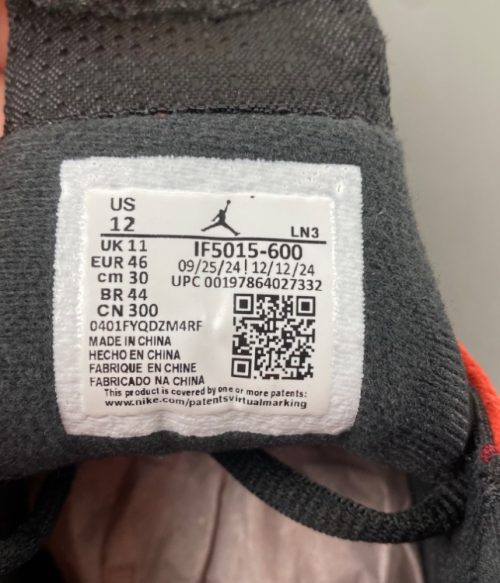 US
12
LN3
UK 11
EUR 46
cm 30
BR 44
CN 300
IF5015-600
09/25/24 | 12/12/24
UPC 00197864027332
0401FYQDZM4RF
MADE IN CHINA
HECHO EN CHINA
FABRIQUE EN CHINE
FABRICADO NA CHINA
This product is covered by one or more patents:
www.nike.com/patentsvirtualmarking